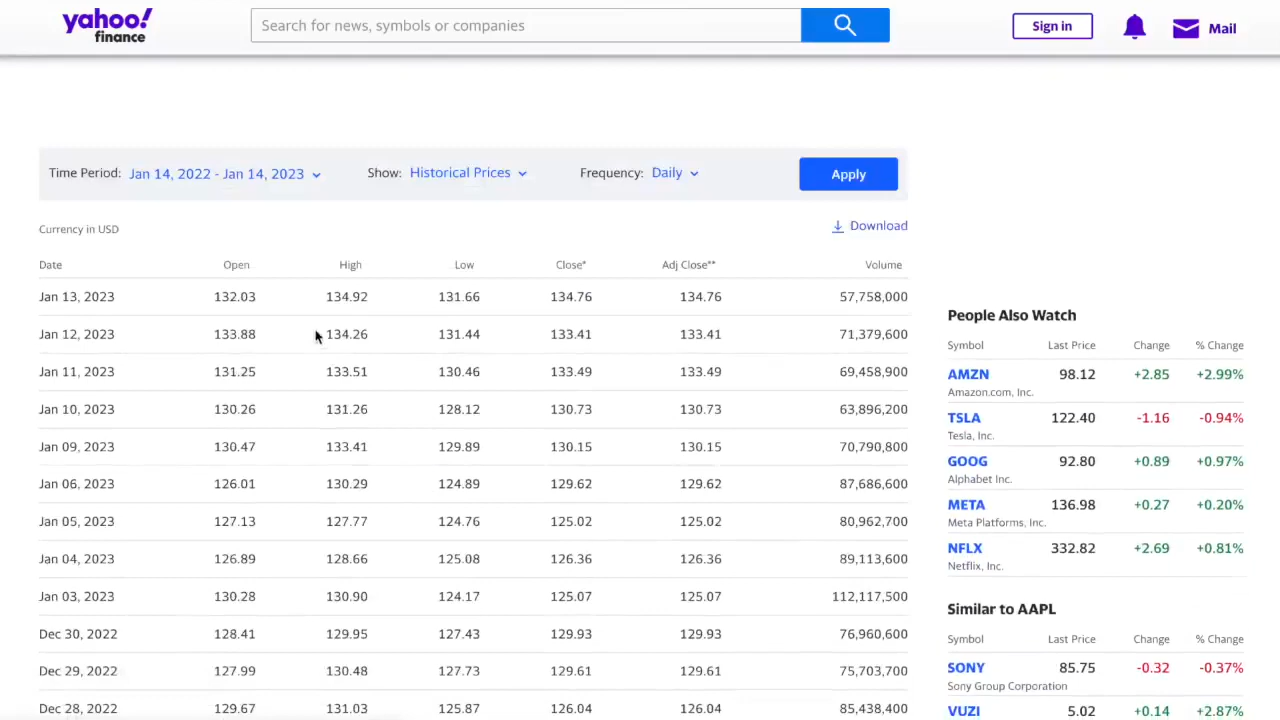 yahoo!
finance
Search for news, symbols or companies
Sign in
Mail
Time Period: Jan 14, 2022 - Jan 14, 2023
Show: Historical Prices
Frequency: Daily
Apply
Currency in USD
Download
Date Open High Low Close* Adj Close** Volume
Jan 13, 2023 132.03 134.92 131.66 134.76 134.76 57,758,000
Jan 12, 2023 133.88 134.26 131.44 133.41 133.41 71,379,600
Jan 11, 2023 131.25 133.51 130.46 133.49 133.49 69,458,900
Jan 10, 2023 130.26 131.26 128.12 130.73 130.73 63,896,200
Jan 09, 2023 130.47 133.41 129.89 130.15 130.15 70,790,800
Jan 06, 2023 126.01 130.29 124.89 129.62 129.62 87,686,600
Jan 05, 2023 127.13 127.77 124.76 125.02 125.02 80,962,700
Jan 04, 2023 126.89 128.66 125.08 126.36 126.36 89,113,600
Jan 03, 2023 130.28 130.90 124.17 125.07 125.07 112,117,500
Dec 30, 2022 128.41 129.95 127.43 129.93 129.93 76,960,600
Dec 29, 2022 127.99 130.48 127.73 129.61 129.61 75,703,700
Dec 28, 2022 129.67 131.03 125.87 126.04 126.04 85,438,400
People Also Watch
Symbol Last Price Change % Change
AMZN 98.12 +2.85 +2.99%
Amazon.com, Inc.
TSLA 122.40 -1.16 -0.94%
Tesla, Inc.
GOOG 92.80 +0.89 +0.97%
Alphabet Inc.
META 136.98 +0.27 +0.20%
Meta Platforms, Inc.
NFLX 332.82 +2.69 +0.81%
Netflix, Inc.
Similar to AAPL
Symbol Last Price Change % Change
SONY 85.75 -0.32 -0.37%
Sony Group Corporation
VUZI 5.02 +0.14 +2.87%